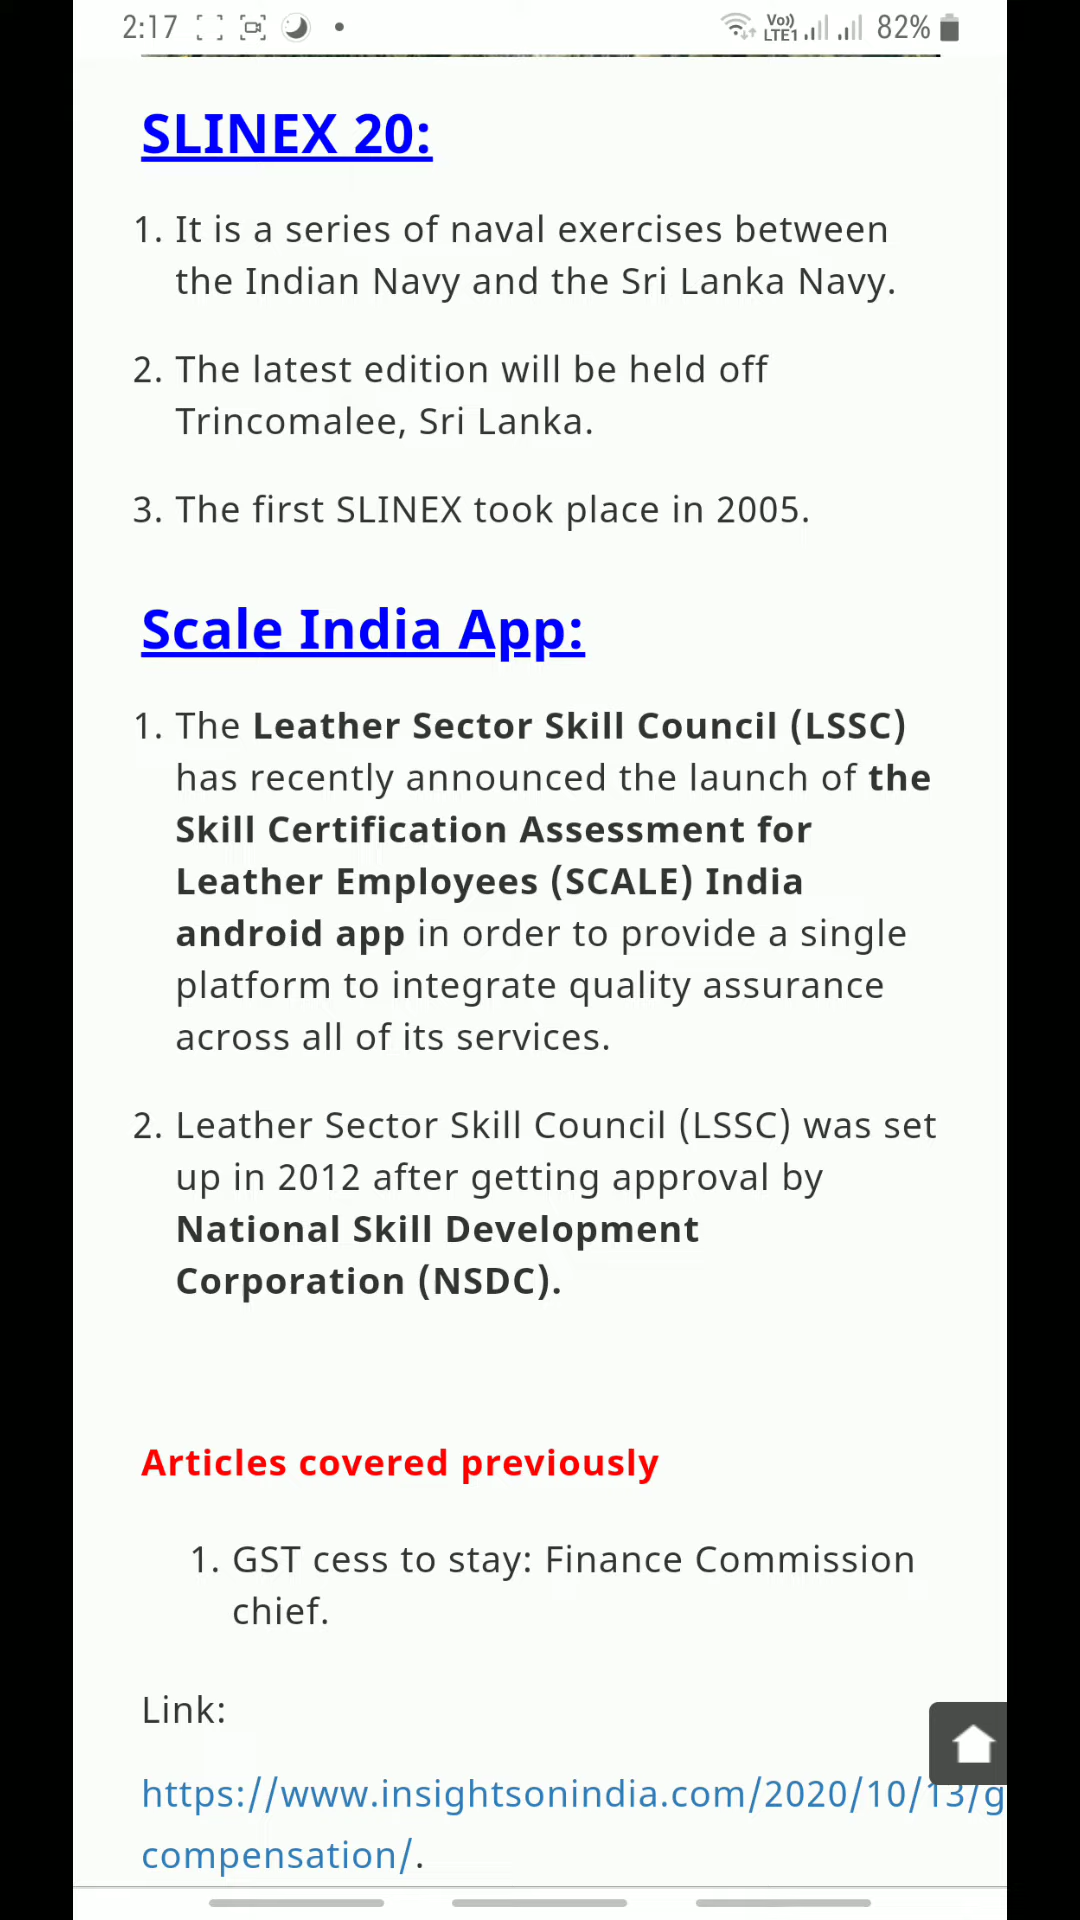 2:17
Vo))
LTE1
82%
SLINEX 20:
1. It is a series of naval exercises between
the Indian Navy and the Sri Lanka Navy.
2. The latest edition will be held off
Trincomalee, Sri Lanka.
3. The first SLINEX took place in 2005.
Scale India App:
1. The Leather Sector Skill Council (LSSC)
has recently announced the launch of the
Skill Certification Assessment for
Leather Employees (SCALE) India
android app in order to provide a single
platform to integrate quality assurance
across all of its services.
2. Leather Sector Skill Council (LSSC) was set
up in 2012 after getting approval by
National Skill Development
Corporation (NSDC).
Articles covered previously
1. GST cess to stay: Finance Commission
chief.
Link:
https://www.insightsonindia.com/2020/10/13/g
compensation/.